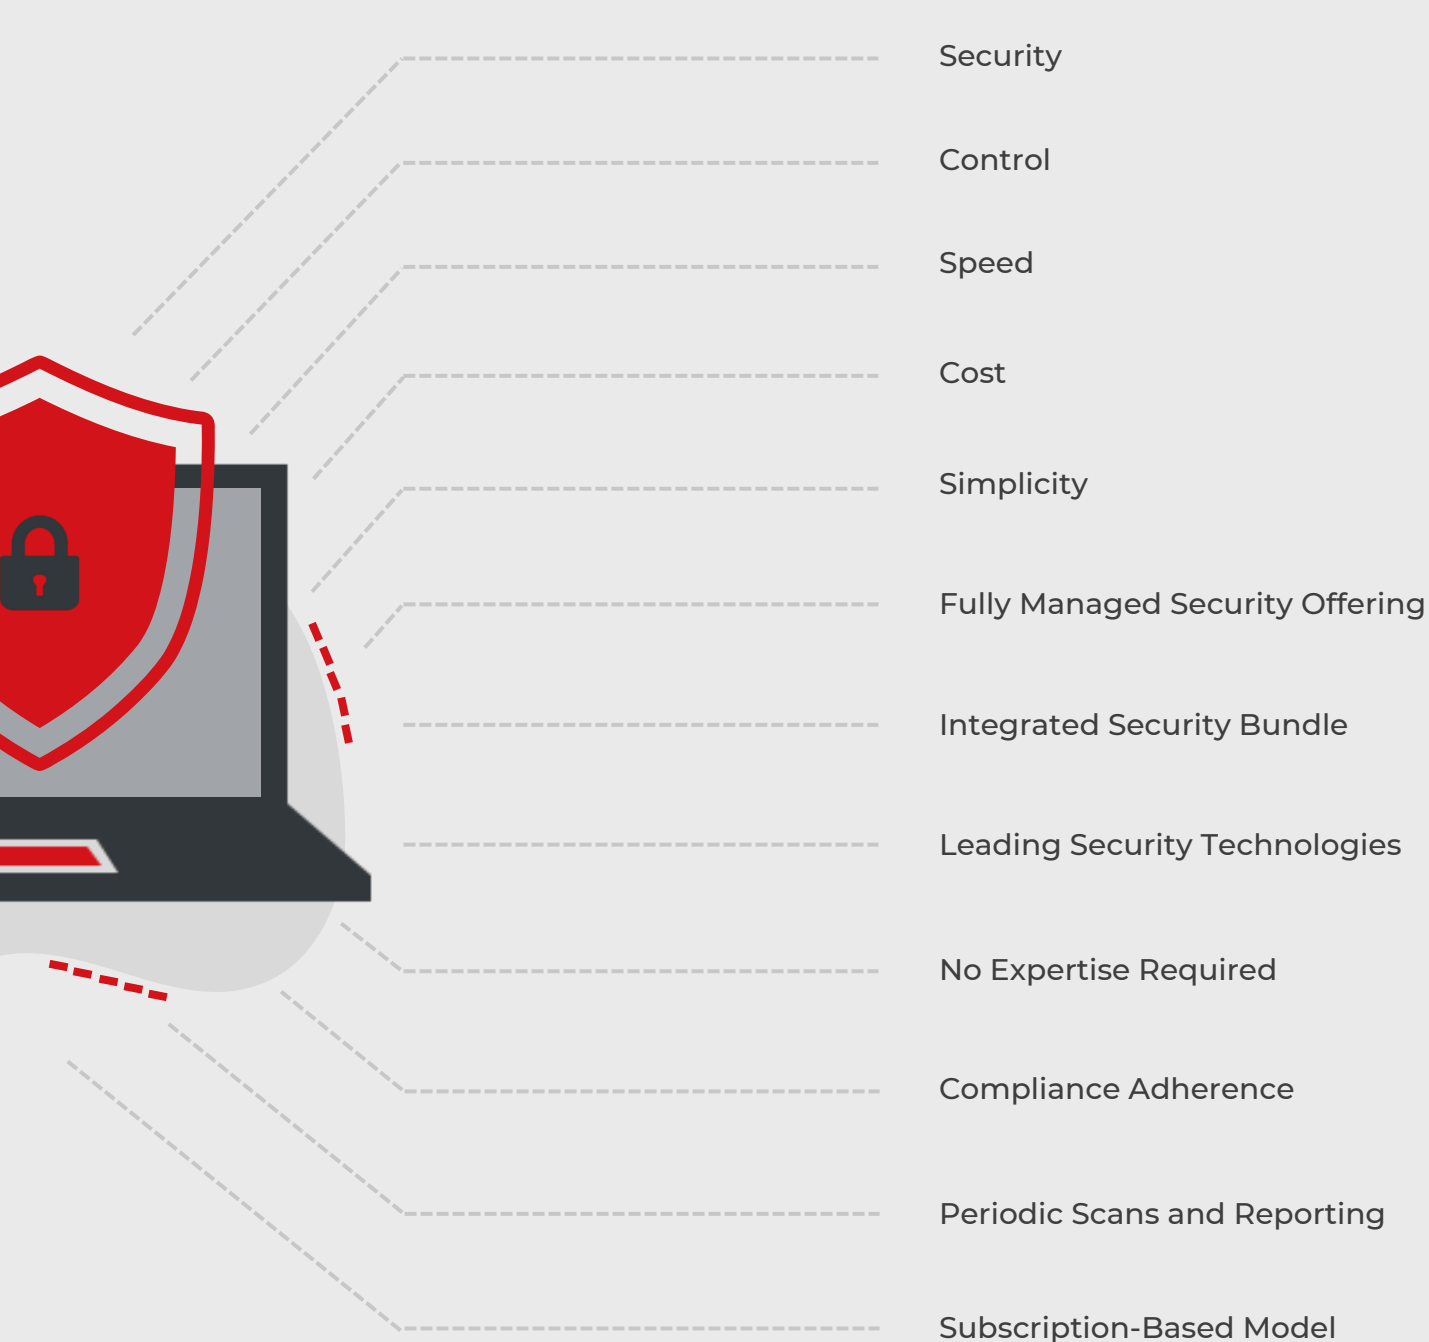 Security
Control
Speed
Cost
Simplicity
Fully Managed Security Offering
Integrated Security Bundle
Leading Security Technologies
No Expertise Required
Compliance Adherence
Periodic Scans and Reporting
Subscription-Based Model